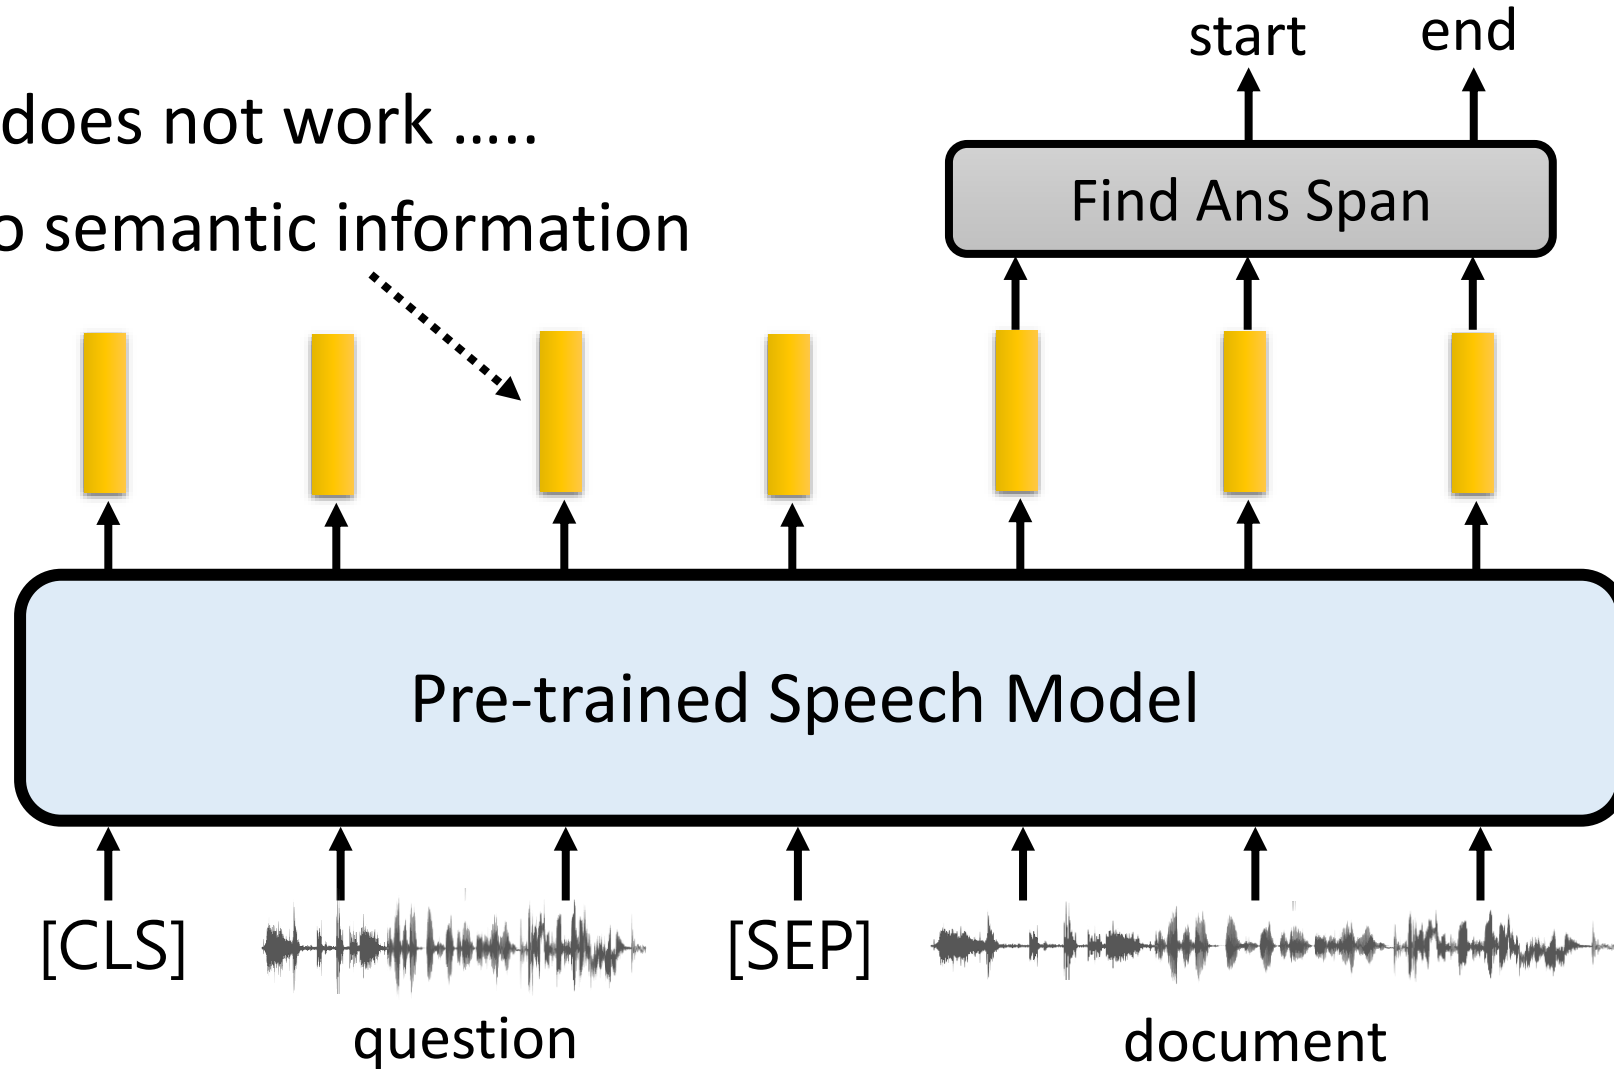 start end
does not work .....
Find Ans Span
o semantic information
Pre-trained Speech Model
[CLS] [SEP]
question document